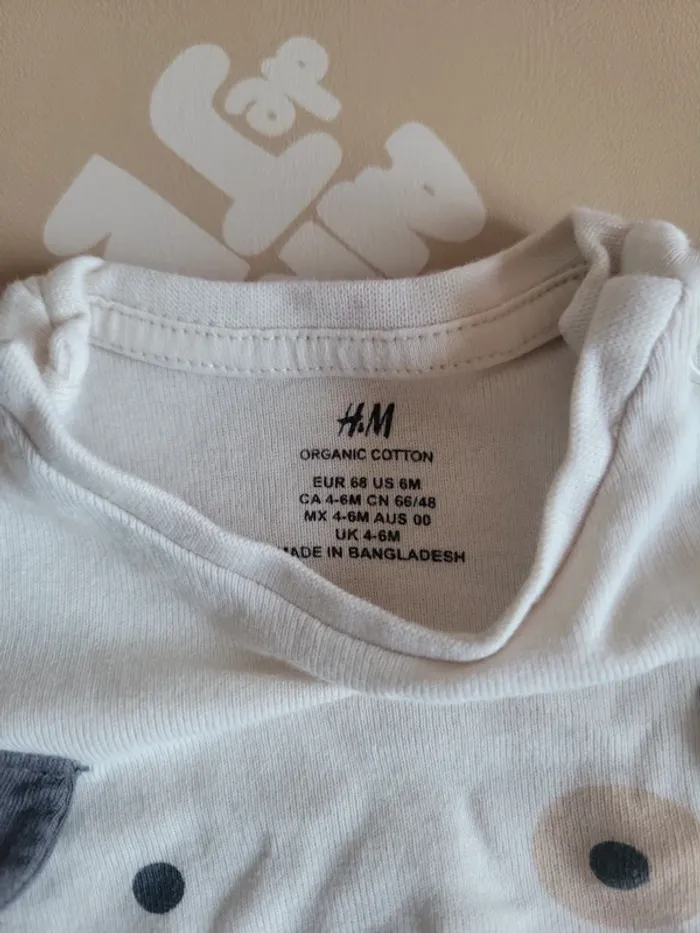 H&M
ORGANIC COTTON
EUR 68 US 6M
CA 4-6M CN 66/48
MX 4-6M AUS 00
UK 4-6M
MADE IN BANGLADESH